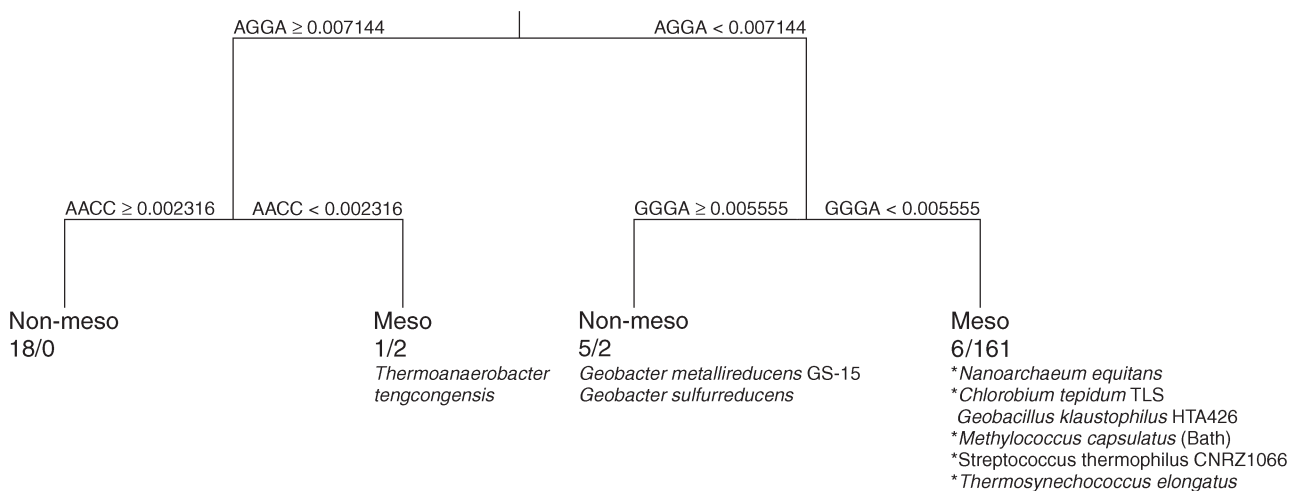 AGGA ≥ 0.007144
AGGA < 0.007144
AACC ≥ 0.002316
AACC < 0.002316
GGGA ≥ 0.005555
GGGA < 0.005555
Non-meso
18/0
Meso
1/2
Thermoanaerobacter
tengcongensis
Non-meso
5/2
Geobacter metallireducens GS-15
Geobacter sulfurreducens
Meso
6/161
*Nanoarchaeum equitans
*Chlorobium tepidum TLS
Geobacillus klaustophilus HTA426
*Methylococcus capsulatus (Bath)
*Streptococcus thermophilus CNRZ1066
*Thermosynechococcus elongatus